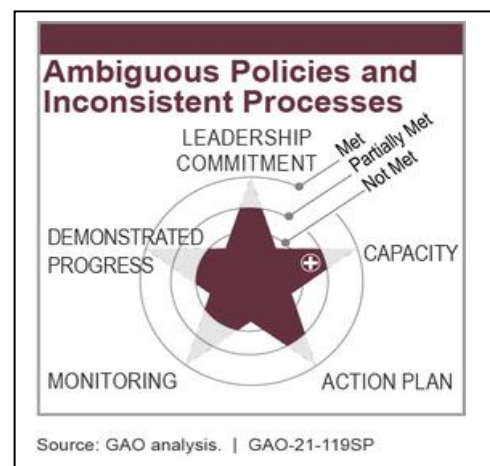 Ambiguous Policies and
Inconsistent Processes
LEADERSHIP
COMMITMENT
Met
Partially Met
Not Met
DEMONSTRATED
PROGRESS
CAPACITY
MONITORING
ACTION PLAN
Source: GAO analysis. | GAO-21-119SP